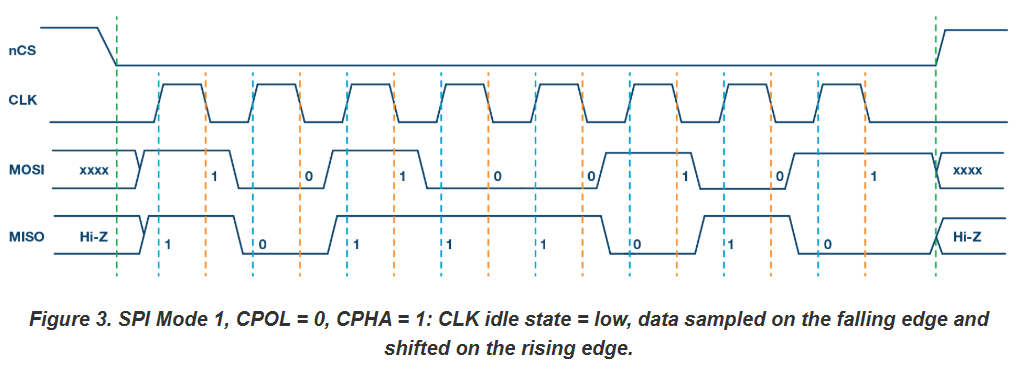 nCS
CLK
MOSI xxxx 1 0 1 0 0 1 0 1 xxxx
MISO Hi-Z 1 0 1 1 1 0 1 0 Hi-Z
Figure 3. SPI Mode 1, CPOL = 0, CPHA = 1: CLK idle state = low, data sampled on the falling edge and
shifted on the rising edge.